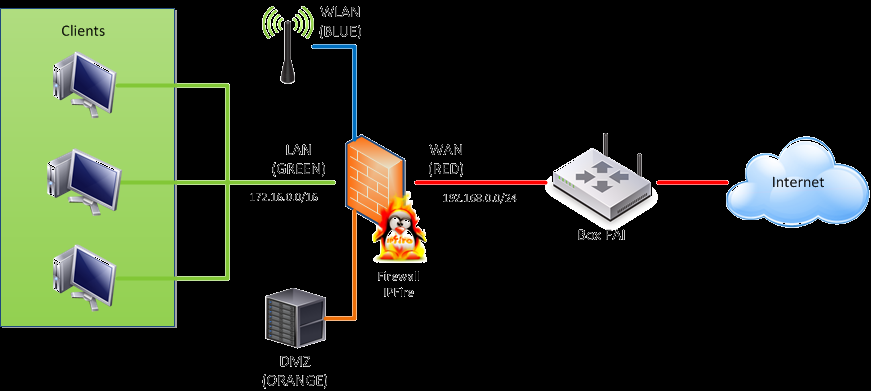 WLAN
(BLUE)
Clients
LAN
(GREEN)
172.16.0.0/16
WAN
(RED)
192.168.0.0/24
Internet
Box FAI
Firewall
IPFire
DMZ
(ORANGE)